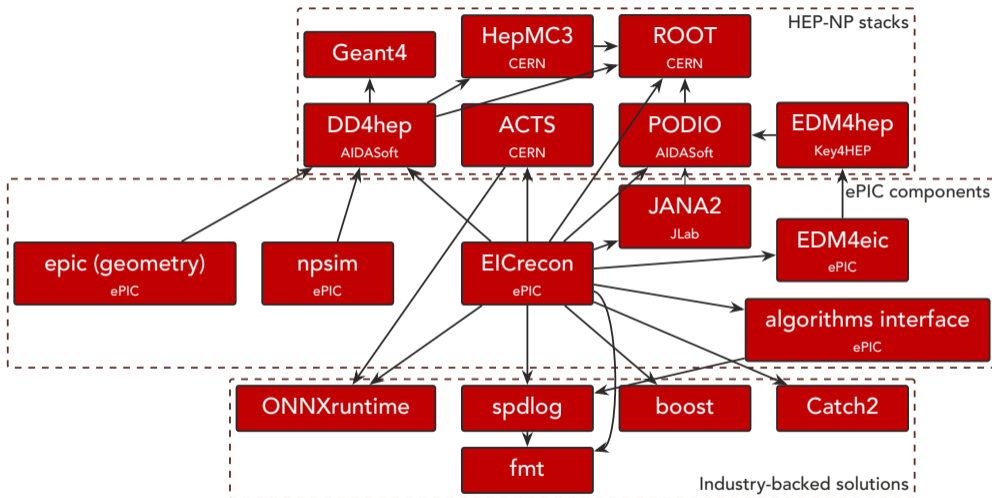 HEP-NP stacks
Geant4
HepMC3
CERN
ROOT
CERN
DD4hep
AIDASoft
ACTS
CERN
PODIO
AIDASoft
EDM4hep
Key4HEP
ePIC components
JANA2
JLab
epic (geometry)
ePIC
npsim
ePIC
EICrecon
ePIC
EDM4eic
ePIC
algorithms interface
ePIC
ONNXruntime
spdlog
boost
Catch2
fmt
Industry-backed solutions